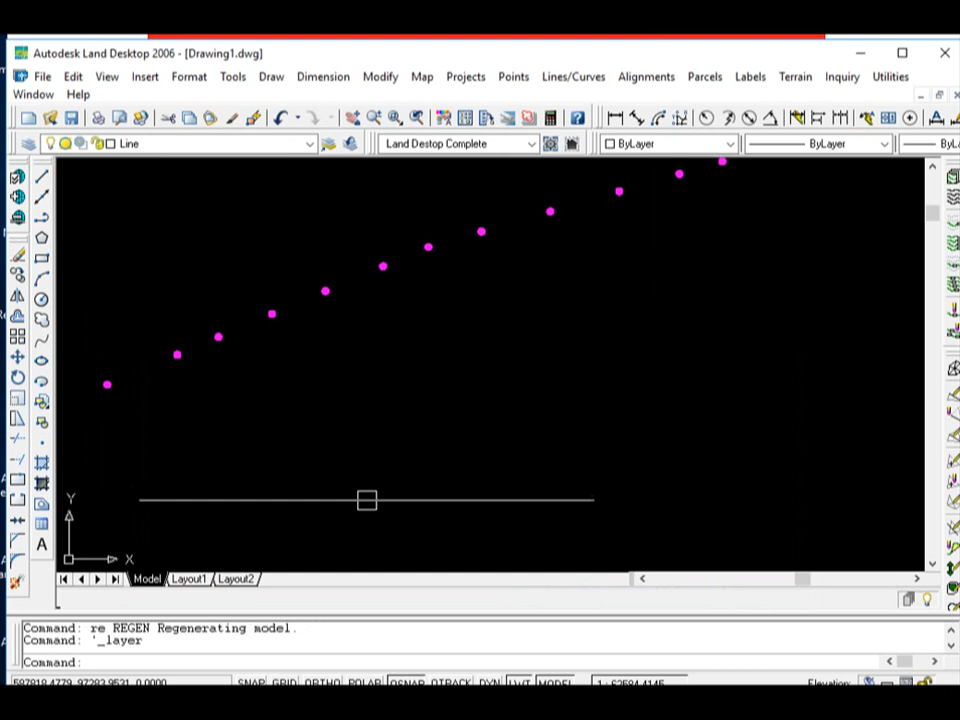 Autodesk Land Desktop 2006 - [Drawing1.dwg]
File Edit View Insert Format Tools Draw Dimension Modify Map Projects Points Lines/Curves Alignments Parcels Labels Terrain Inquiry Utilities
Window Help
Line Land Destop Complete ByLayer ByLayer
Y
X
Model Layout1 Layout2
Command: re REGEN Regenerating model.
Command: '_layer
Command:
SNAP GRID ORTHO POLAR OSNAP OTRACK DYN LWT MODEL Elevation: